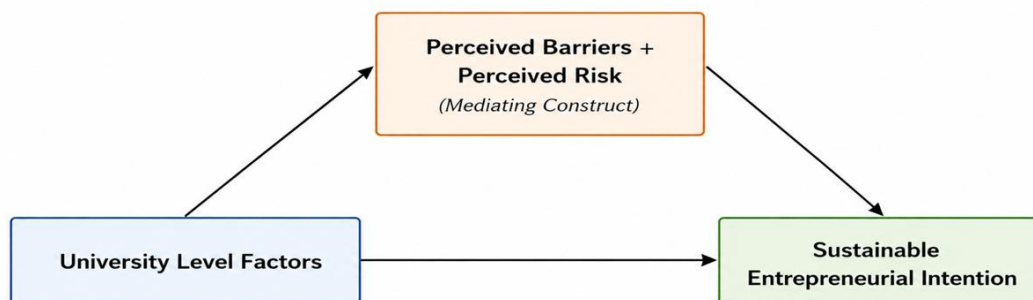 Perceived Barriers +
Perceived Risk
(Mediating Construct)
University Level Factors
Sustainable
Entrepreneurial Intention